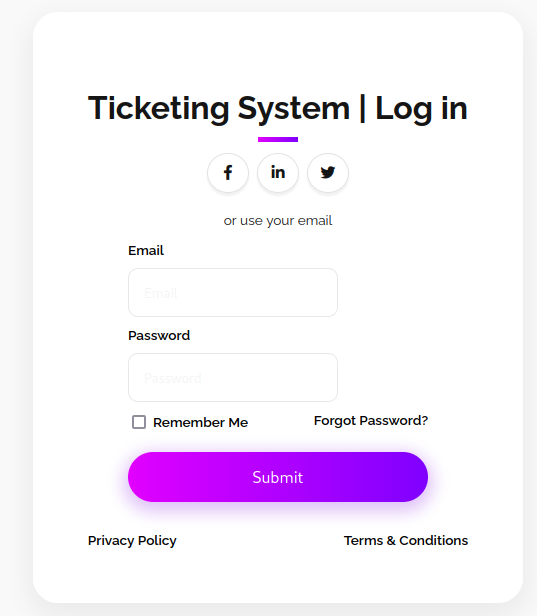 Ticketing System | Log in
or use your email
Email
Email
Password
Password
Remember Me
Forgot Password?
Submit
Privacy Policy
Terms & Conditions